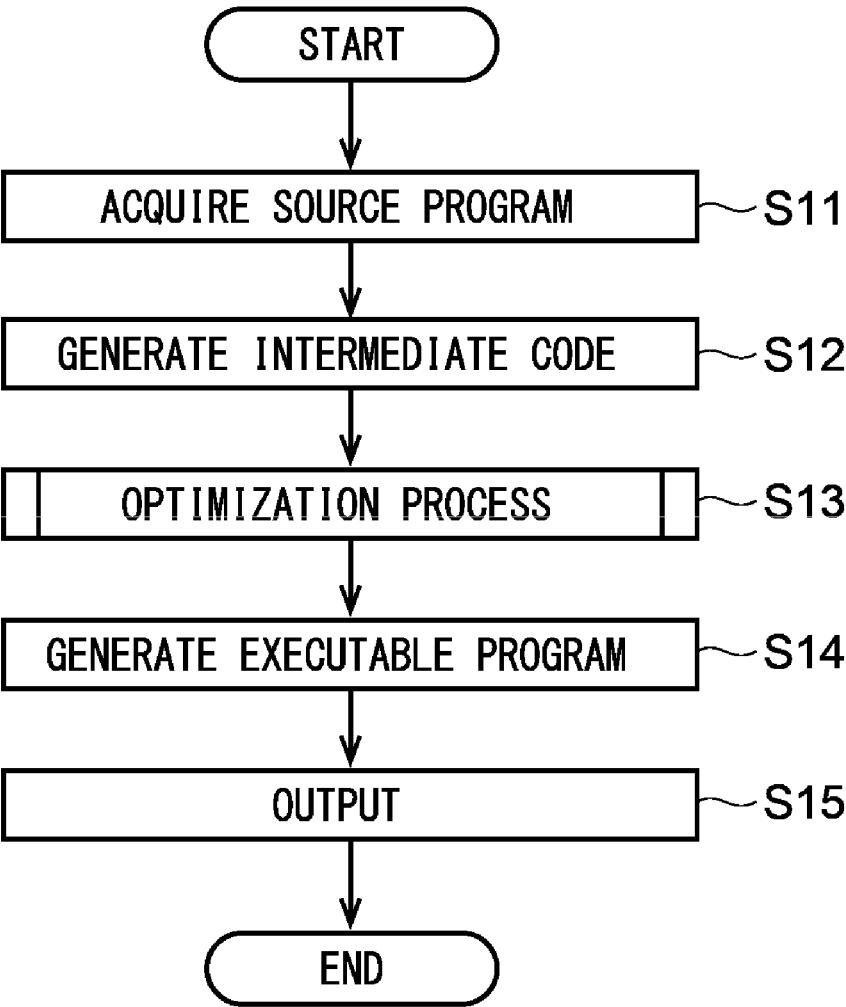 START
ACQUIRE SOURCE PROGRAM S11
GENERATE INTERMEDIATE CODE S12
OPTIMIZATION PROCESS S13
GENERATE EXECUTABLE PROGRAM S14
OUTPUT S15
END